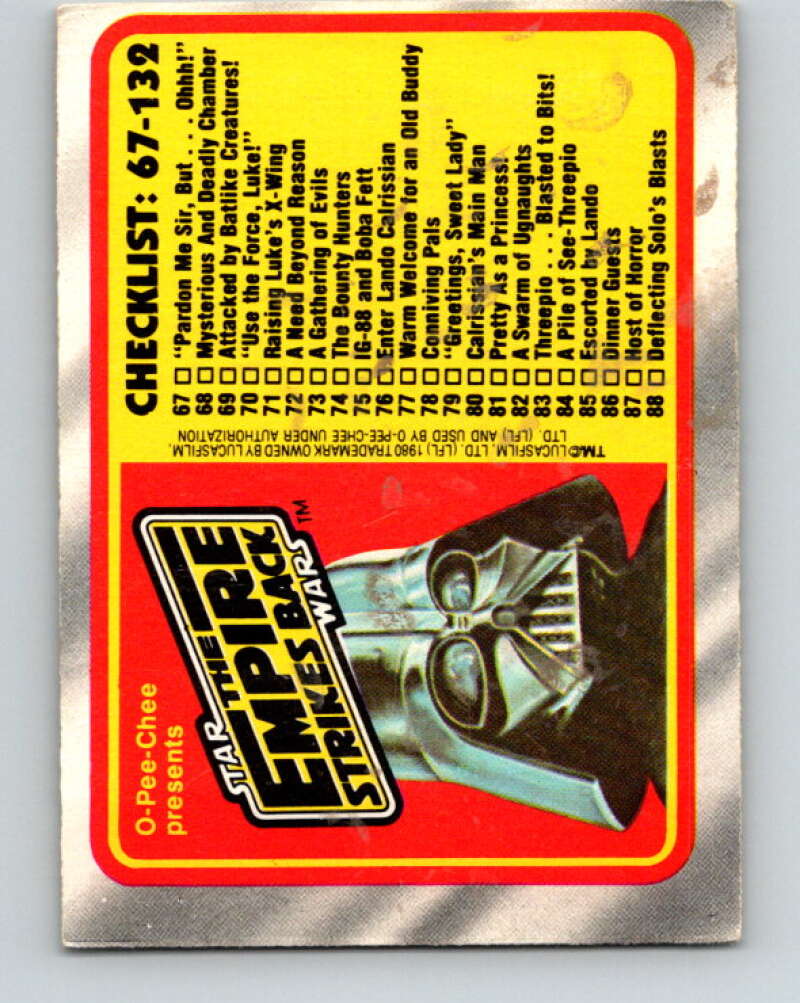 O-Pee-Chee
presents
STAR
THE
EMPIRE
STRIKES BACK
WARS™
TM©LUCASFILM, LTD. (LFL) 1980 TRADEMARK OWNED BY LUCASFILM,
LTD. (LFL) AND USED BY O-PEE-CHEE UNDER AUTHORIZATION
CHECKLIST: 67-132
67 □ "Pardon Me Sir, But . . . . Ohhh!"
68 □ Mysterious And Deadly Chamber
69 □ Attacked by Batlike Creatures!
70 □ "Use the Force, Luke!"
71 □ Raising Luke's X-Wing
72 □ A Need Beyond Reason
73 □ A Gathering of Evils
74 □ The Bounty Hunters
75 □ IG-88 and Boba Fett
76 □ Enter Lando Calrissian
77 □ Warm Welcome for an Old Buddy
78 □ Conniving Pals
79 □ "Greetings, Sweet Lady"
80 □ Calrissian's Main Man
81 □ Pretty As a Princess!
82 □ A Swarm of Ugnaughts
83 □ Threepio . . . Blasted to Bits!
84 □ A Pile of See-Threepio
85 □ Escorted by Lando
86 □ Dinner Guests
87 □ Host of Horror
88 □ Deflecting Solo's Blasts